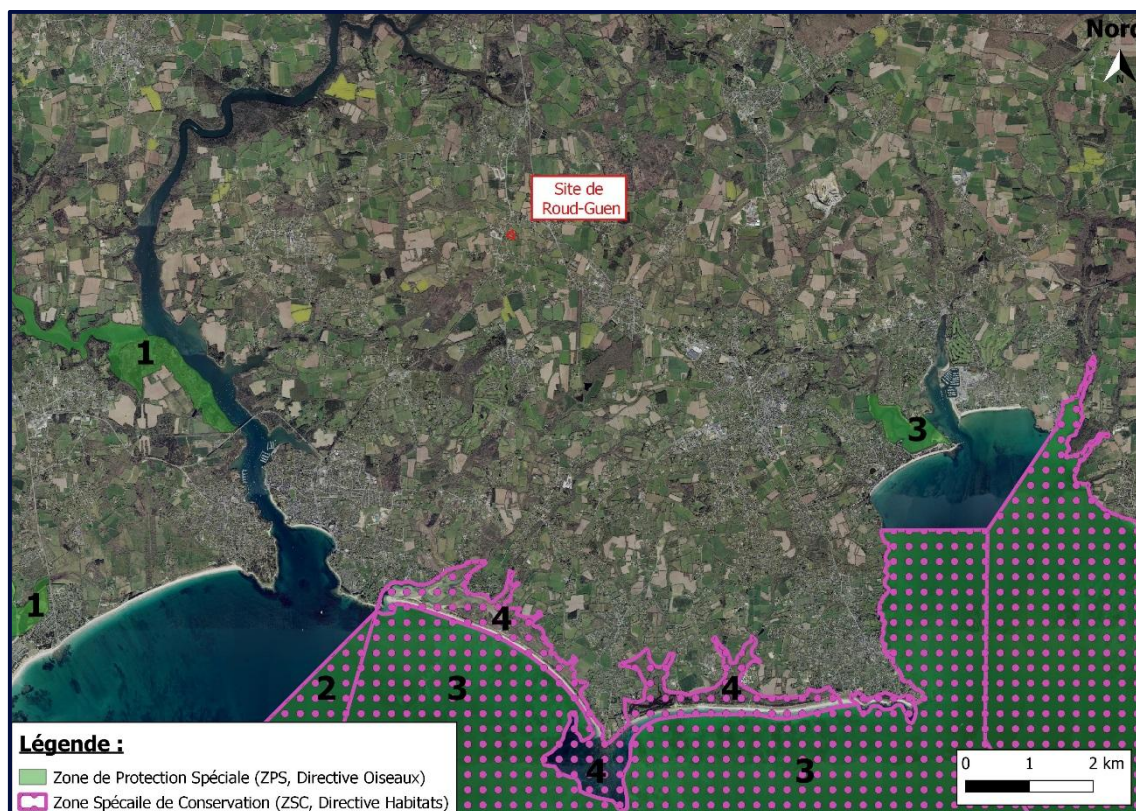 Nord
N
Site de
Roud-Guen
1
3
1
4
2
3
4
4
3
Légende :
Zone de Protection Spéciale (ZPS, Directive Oiseaux)
Zone Spécaile de Conservation (ZSC, Directive Habitats)
0 1 2 km